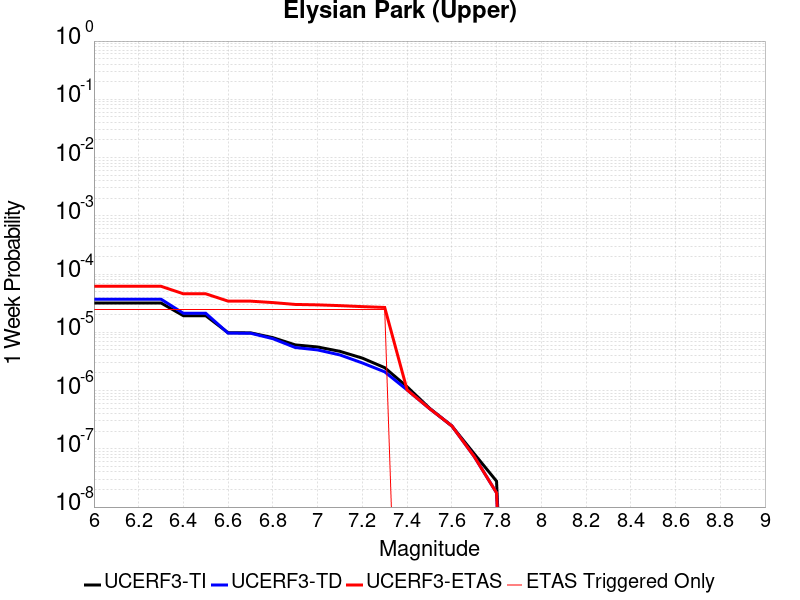 Elysian Park (Upper)
10^0
10^-1
10^-2
10^-3
10^-4
10^-5
10^-6
10^-7
10^-8
1 Week Probability
6 6.2 6.4 6.6 6.8 7 7.2 7.4 7.6 7.8 8 8.2 8.4 8.6 8.8 9
Magnitude
UCERF3-TI UCERF3-TD UCERF3-ETAS ETAS Triggered Only